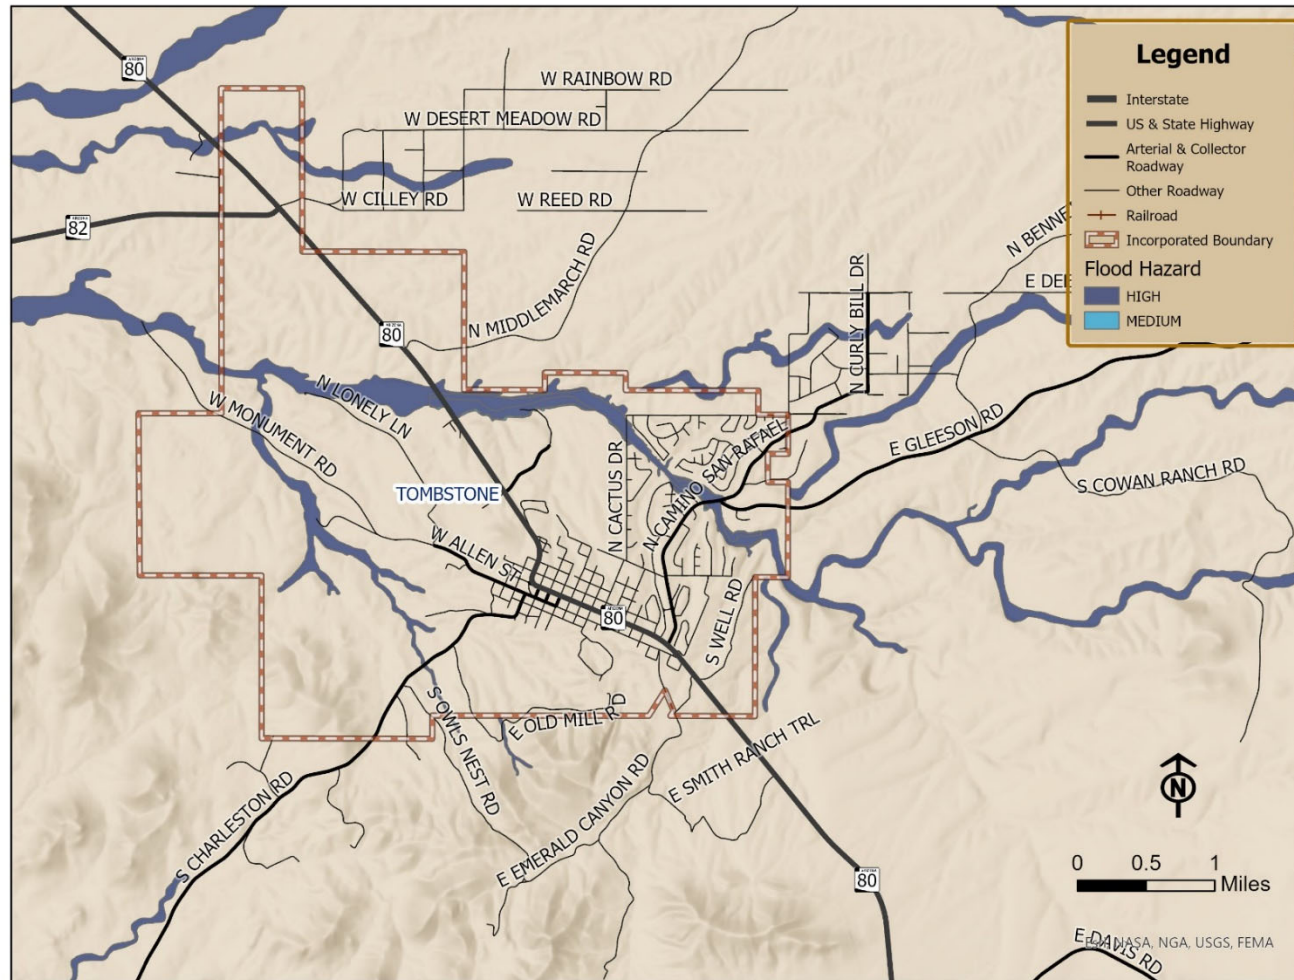 80
W RAINBOW RD
W DESERT MEADOW RD
W CILLEY RD
W REED RD
82
N MIDDLEMARCH RD
80
N LONELY LN
W MONUMENT RD
TOMBSTONE
W ALLEN ST
N CACTUS DR
N CAMINO SAN RAFAEL
N CURLY BILL DR
E GLEESON RD
S COWAN RANCH RD
80
S WELL RD
E OLD MILL RD
S OWLS NEST RD
E SMITH RANCH TRL
E EMERALD CANYON RD
S CHARLESTON RD
80
E DAVIS RD
N BENNE
Legend
Interstate
US & State Highway
Arterial & Collector
Roadway
Other Roadway
Railroad
Incorporated Boundary
Flood Hazard
HIGH
MEDIUM
N
0 0.5 1
Miles
NASA, NGA, USGS, FEMA